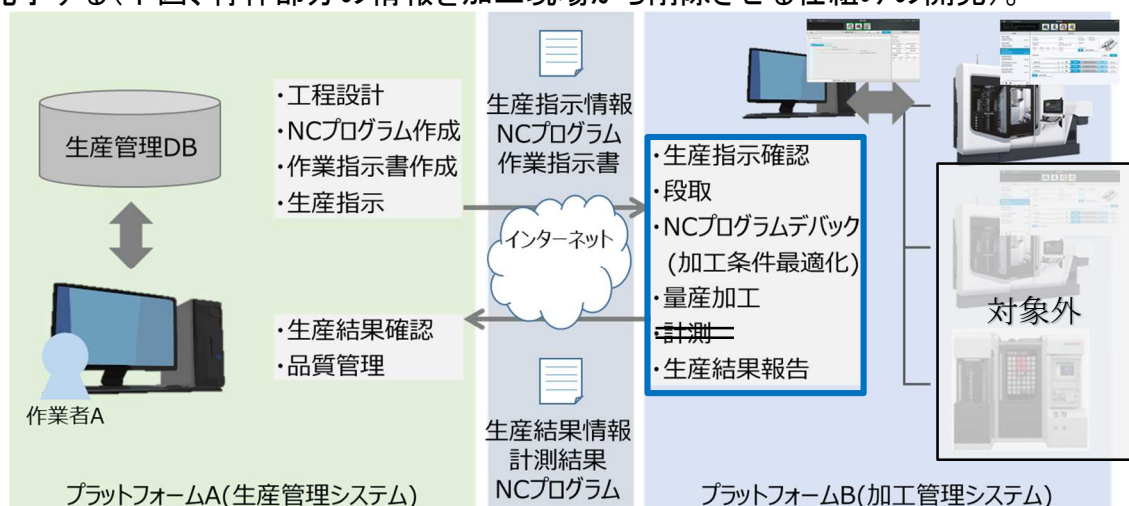 部分の情報を加工現場から削除させる仕組みの開発)。
生産管理DB
・工程設計
・NCプログラム作成
・作業指示書作成
・生産指示
・生産結果確認
・品質管理
作業者A
プラットフォームA(生産管理システム)
生産指示情報
NCプログラム
作業指示書
インターネット
生産結果情報
計測結果
NCプログラム
・生産指示確認
・段取
・NCプログラムデバック
(加工条件最適化)
・量産加工
・計測
・生産結果報告
対象外
プラットフォームB(加工管理システム)